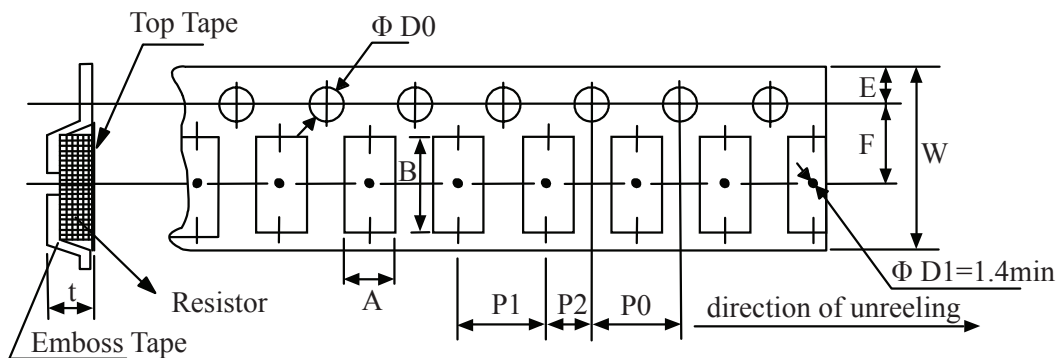 Top Tape
Φ D0
E
F
W
B
t
A
Resistor
Emboss Tape
P1
P2
P0
Φ D1=1.4min
direction of unreeling